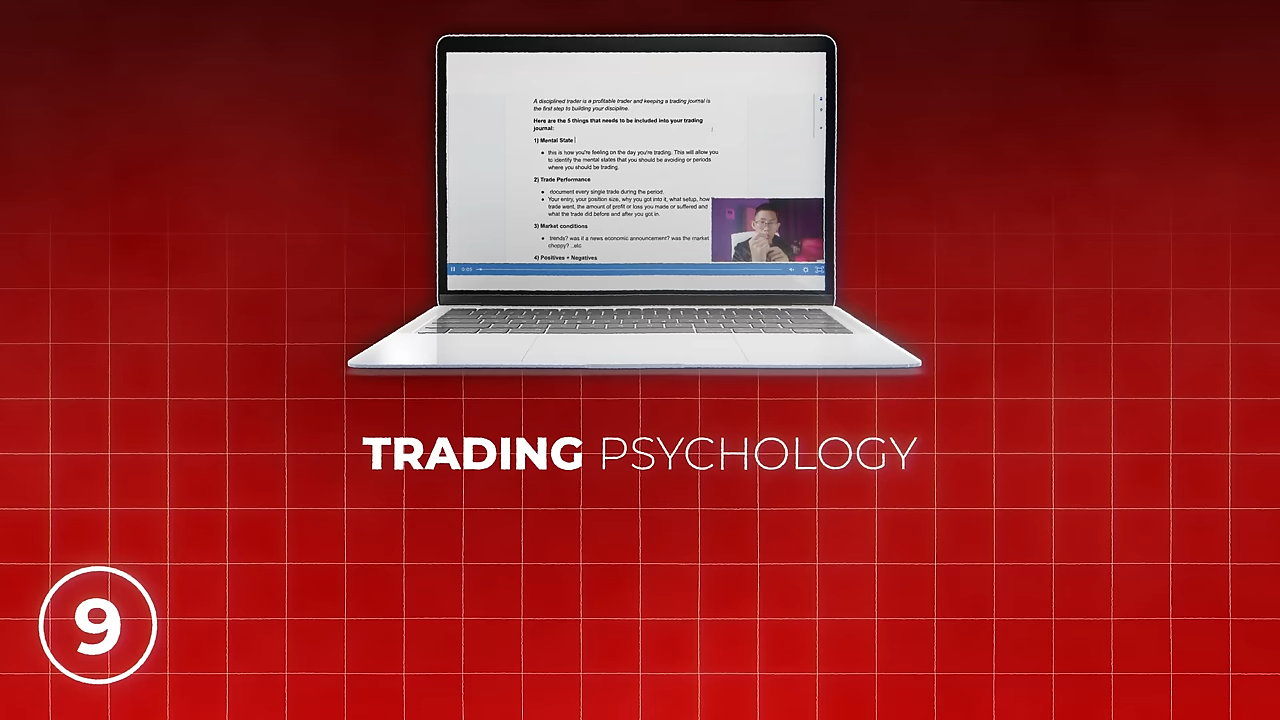 A disciplined trader is a profitable trader and keeping a trading journal is
the first step to building your discipline.
Here are the 5 things that needs to be included into your trading
journal:
1) Mental State
this is how you're feeling on the day you're trading. This will allow you
to identify the mental states that you should be avoiding or periods
where you should be trading.
2) Trade Performance
document every single trade during the period.
Your entry, your position size, why you got into it, what setup, how
trade went, the amount of profit or loss you made or suffered and
what the trade did before and after you got in.
3) Market conditions
trends? was it a news economic announcement? was the market
choppy? ..etc
4) Positives + Negatives
0:05
TRADING PSYCHOLOGY
9